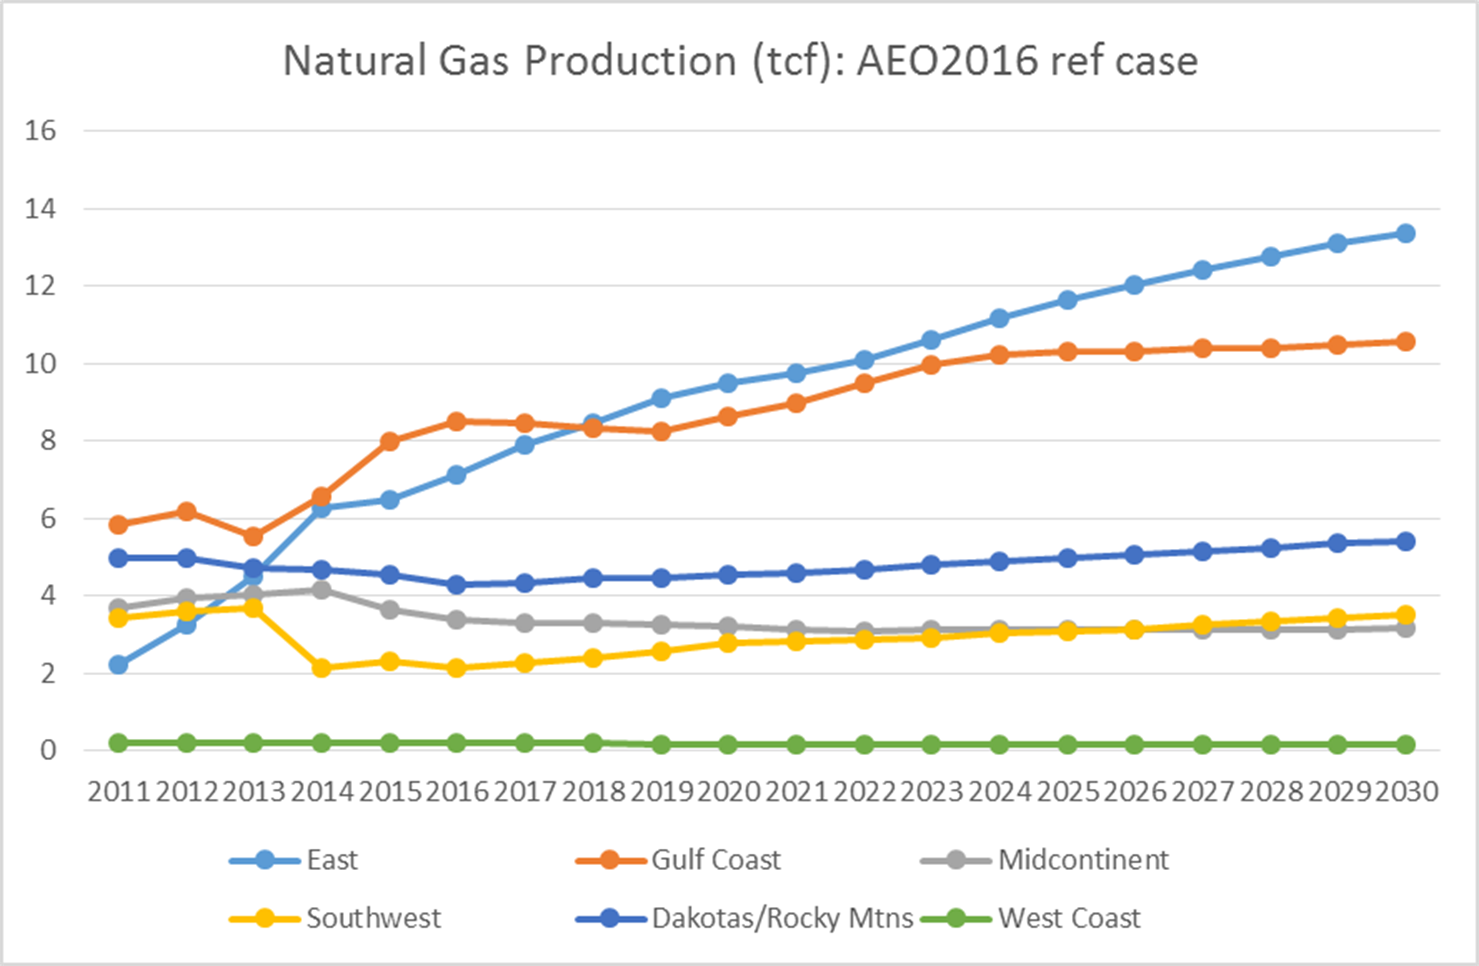 Natural Gas Production (tcf): AEO2016 ref case
16
14
12
10
8
6
4
2
0
2011 2012 2013 2014 2015 2016 2017 2018 2019 2020 2021 2022 2023 2024 2025 2026 2027 2028 2029 2030
East Gulf Coast Midcontinent
Southwest Dakotas/Rocky Mtns West Coast